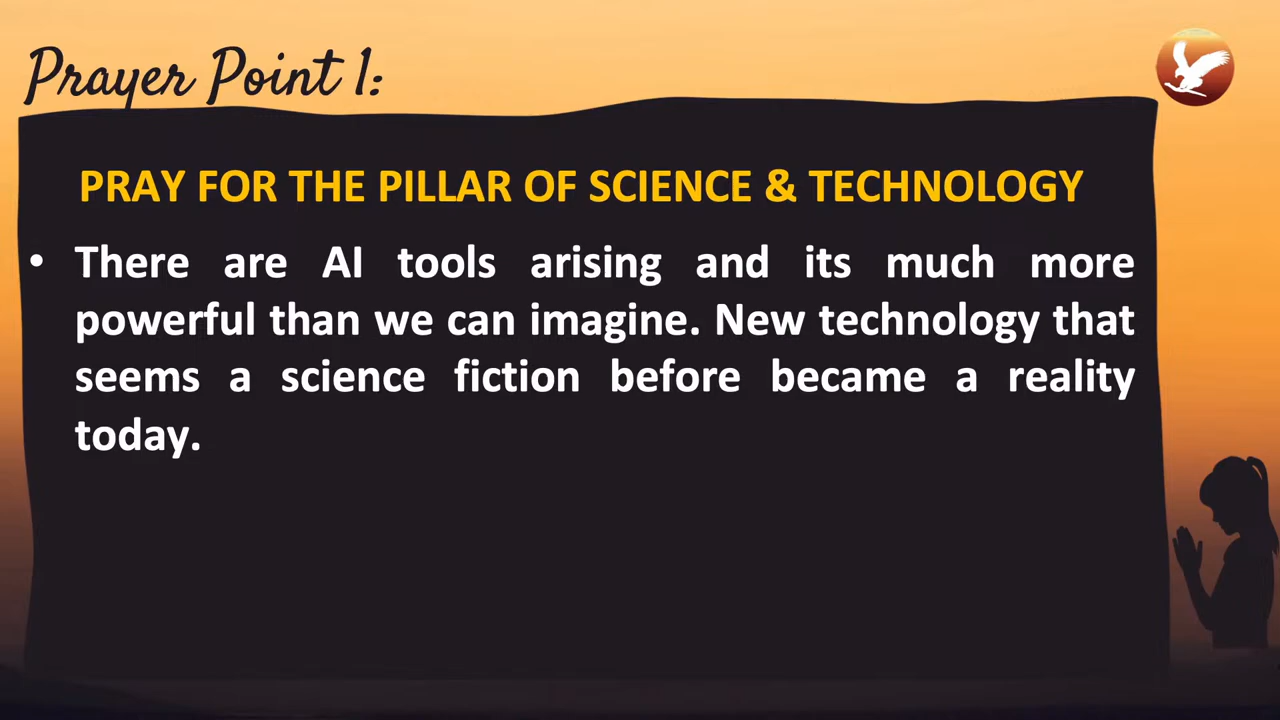 Prayer Point 1:
PRAY FOR THE PILLAR OF SCIENCE & TECHNOLOGY
• There are AI tools arising and its much more
powerful than we can imagine. New technology that
seems a science fiction before became a reality
today.